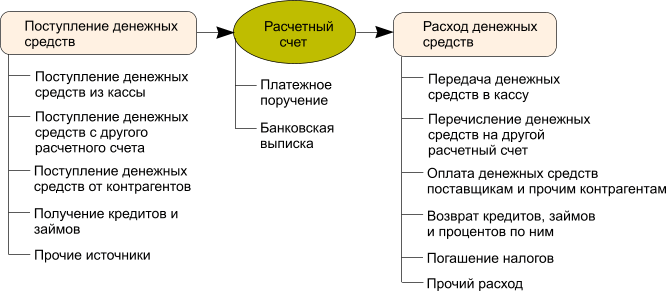 Поступление денежных
средств
Поступление денежных
средств из кассы
Поступление денежных
средств с другого
расчетного счета
Поступление денежных
средств от контрагентов
Получение кредитов и
займов
Прочие источники
Расчетный
счет
Платежное
поручение
Банковская
выписка
Расход денежных
средств
Передача денежных
средств в кассу
Перечисление денежных
средств на другой
расчетный счет
Оплата денежных средств
поставщикам и прочим контрагентам
Возврат кредитов, займов
и процентов по ним
Погашение налогов
Прочий расход